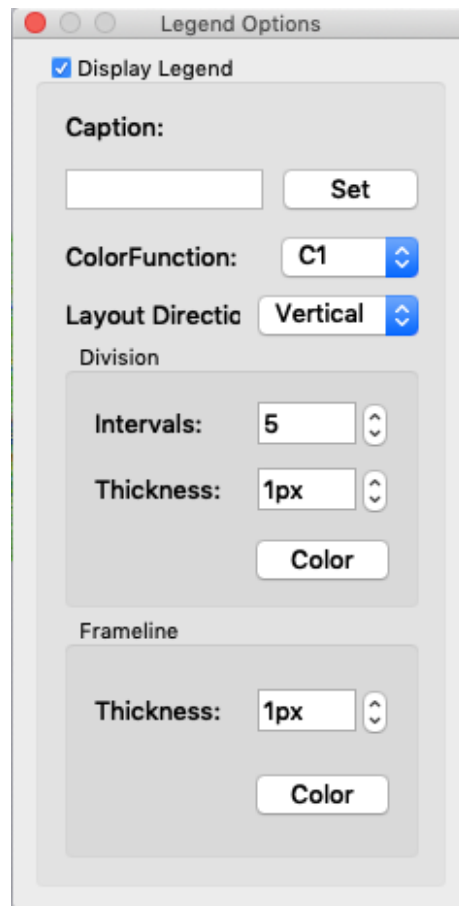 Legend Options
Display Legend
Caption:
Set
ColorFunction: C1
Layout Directio Vertical
Division
Intervals: 5
Thickness: 1px
Color
Frameline
Thickness: 1px
Color